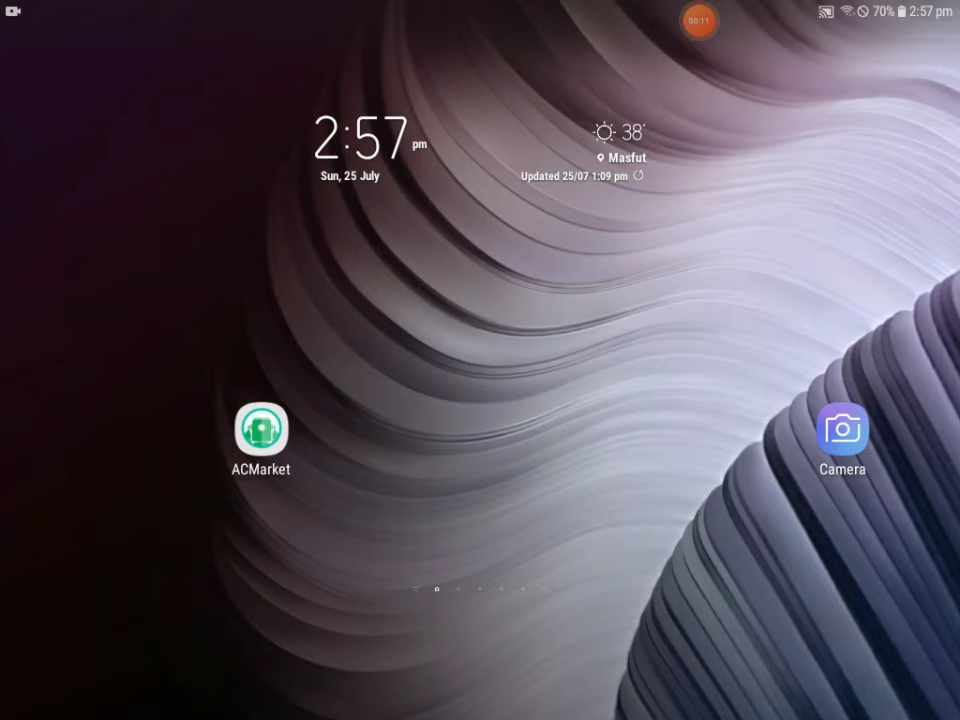 00:11
70% 2:57 pm
2:57 pm
Sun, 25 July
38°
Masfut
Updated 25/07 1:09 pm
ACMarket
Camera